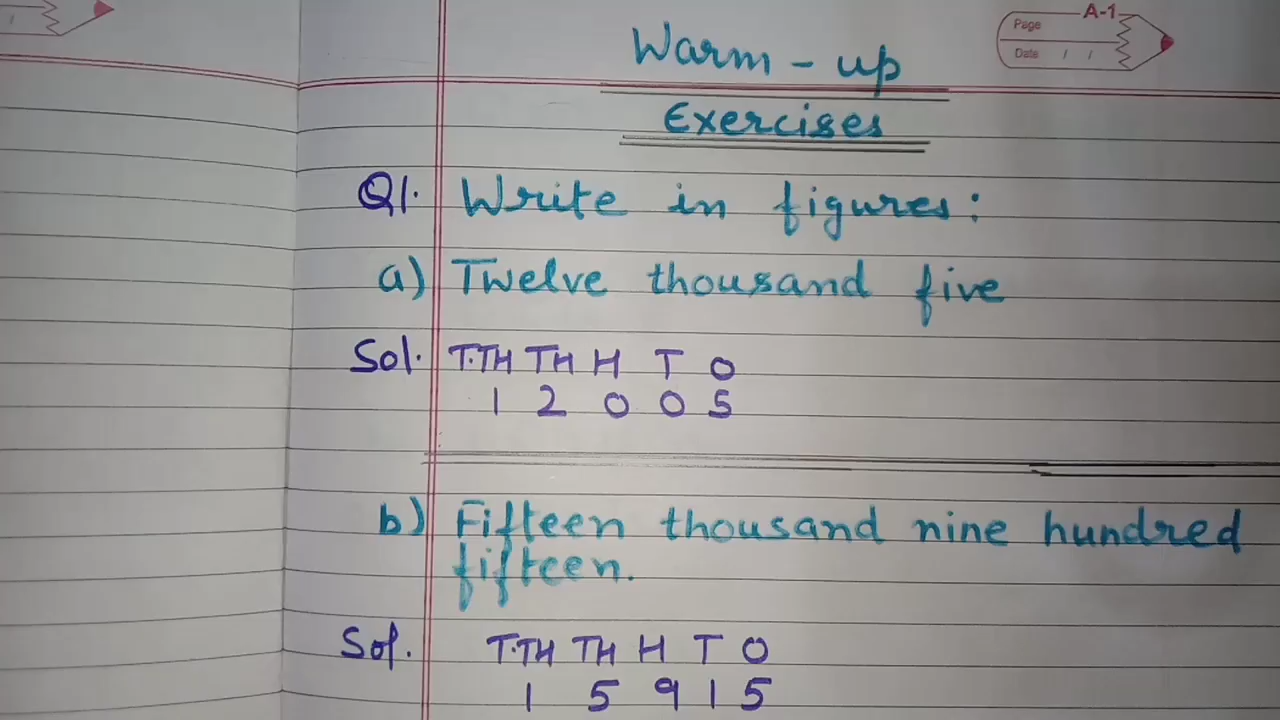 A-1
Page
Date / /
Warm-up
Exercises
Q1. Write in figures:
a) Twelve thousand five
Sol. T.TH TH H T O
1 2 0 0 5
b) Fifteen thousand nine hundred
fifteen.
Sol. T.TH TH H T O
1 5 9 1 5